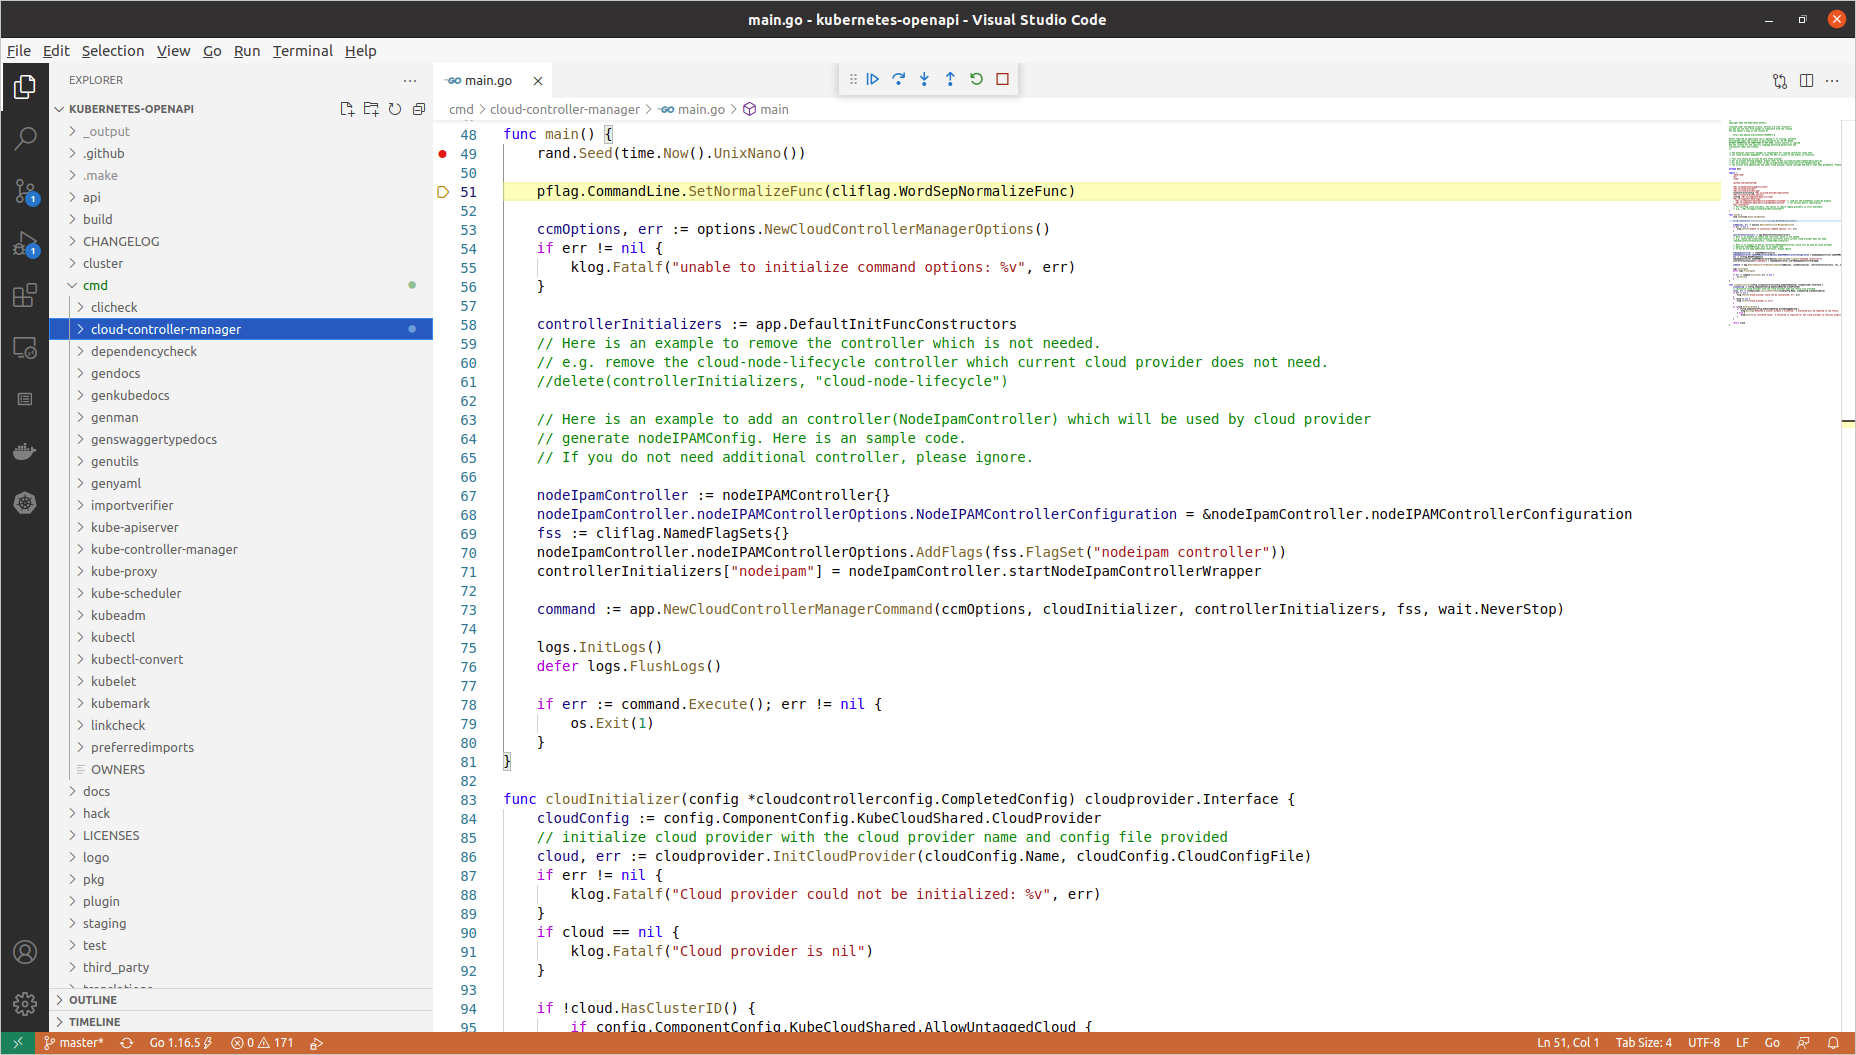 main.go - kubernetes-openapi - Visual Studio Code
File Edit Selection View Go Run Terminal Help
EXPLORER
KUBERNETES-OPENAPI
_output
.github
.make
api
build
CHANGELOG
cluster
cmd
clicheck
cloud-controller-manager
dependencycheck
gendocs
genkubedocs
genman
genswaggertypedocs
genutils
genyaml
importverifier
kube-apiserver
kube-controller-manager
kube-proxy
kube-scheduler
kubeadm
kubectl
kubectl-convert
kubelet
kubemark
linkcheck
preferredimports
OWNERS
docs
hack
LICENSES
logo
pkg
plugin
staging
test
third_party
translations
OUTLINE
TIMELINE
1
1
main.go
cmd > cloud-controller-manager > main.go > main
48 func main() {
49 rand.Seed(time.Now().UnixNano())
50
51 pflag.CommandLine.SetNormalizeFunc(cliflag.WordSepNormalizeFunc)
52
53 ccmOptions, err := options.NewCloudControllerManagerOptions()
54 if err != nil {
55 klog.Fatalf("unable to initialize command options: %v", err)
56 }
57
58 controllerInitializers := app.DefaultInitFuncConstructors
59 // Here is an example to remove the controller which is not needed.
60 // e.g. remove the cloud-node-lifecycle controller which current cloud provider does not need.
61 //delete(controllerInitializers, "cloud-node-lifecycle")
62
63 // Here is an example to add an controller(NodeIpamController) which will be used by cloud provider
64 // generate nodeIPAMConfig. Here is an sample code.
65 // If you do not need additional controller, please ignore.
66
67 nodeIpamController := nodeIPAMController{}
68 nodeIpamController.nodeIPAMControllerOptions.NodeIPAMControllerConfiguration = &nodeIpamController.nodeIPAMControllerConfiguration
69 fss := cliflag.NamedFlagSets{}
70 nodeIpamController.nodeIPAMControllerOptions.AddFlags(fss.FlagSet("nodeipam controller"))
71 controllerInitializers["nodeipam"] = nodeIpamController.startNodeIpamControllerWrapper
72
73 command := app.NewCloudControllerManagerCommand(ccmOptions, cloudInitializer, controllerInitializers, fss, wait.NeverStop)
74
75 logs.InitLogs()
76 defer logs.FlushLogs()
77
78 if err := command.Execute(); err != nil {
79 os.Exit(1)
80 }
81 }
82
83 func cloudInitializer(config *cloudcontrollerconfig.CompletedConfig) cloudprovider.Interface {
84 cloudConfig := config.ComponentConfig.KubeCloudShared.CloudProvider
85 // initialize cloud provider with the cloud provider name and config file provided
86 cloud, err := cloudprovider.InitCloudProvider(cloudConfig.Name, cloudConfig.CloudConfigFile)
87 if err != nil {
88 klog.Fatalf("Cloud provider could not be initialized: %v", err)
89 }
90 if cloud == nil {
91 klog.Fatalf("Cloud provider is nil")
92 }
93
94 if !cloud.HasClusterID() {
95 if config.ComponentConfig.KubeCloudShared.AllowUntaggedCloud {
master* Go 1.16.5 0 171 Ln 51, Col 1 Tab Size: 4 UTF-8 LF Go